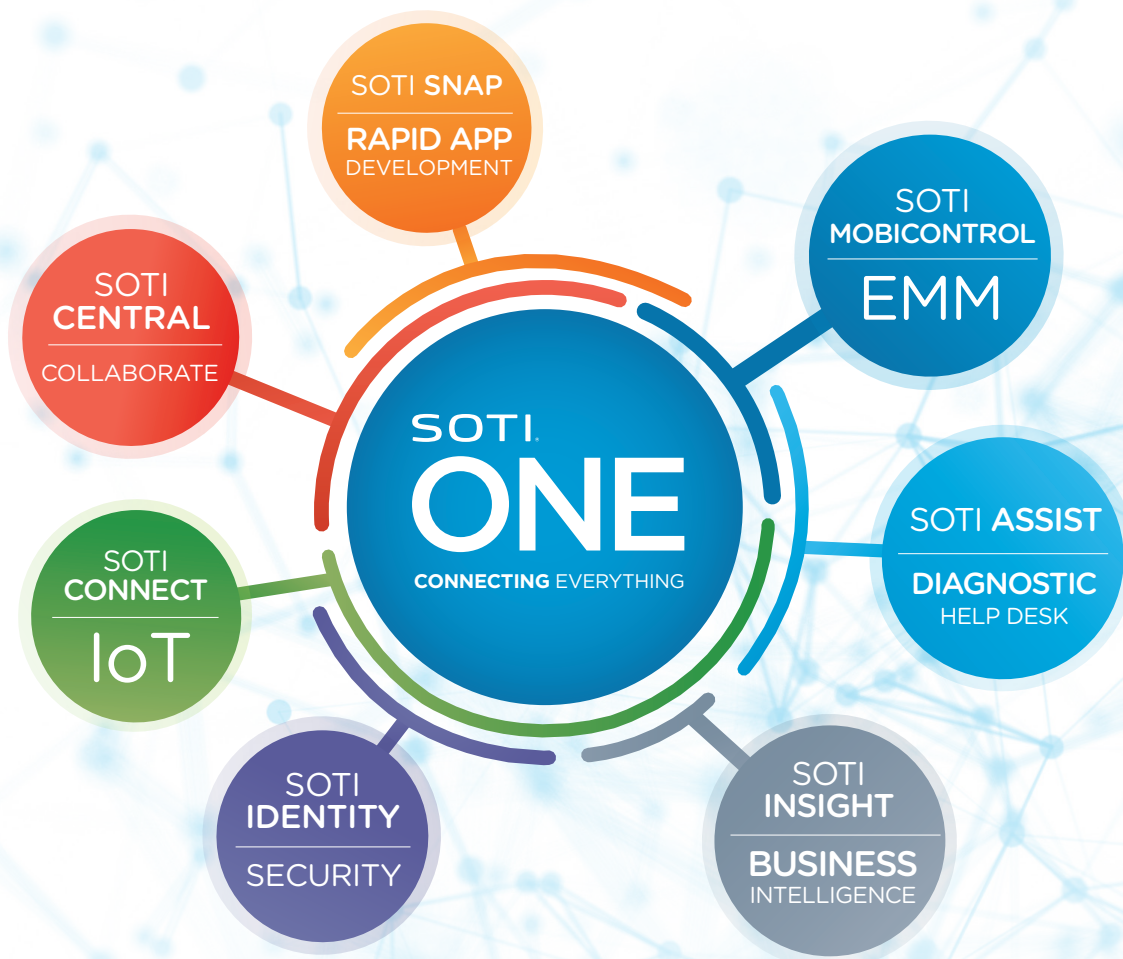 SOTI SNAP
RAPID APP
DEVELOPMENT
SOTI
MOBICONTROL
EMM
SOTI
CENTRAL
COLLABORATE
SOTI.
ONE
CONNECTING EVERYTHING
SOTI ASSIST
DIAGNOSTIC
HELP DESK
SOTI
CONNECT
IoT
SOTI
IDENTITY
SECURITY
SOTI
INSIGHT
BUSINESS
INTELLIGENCE